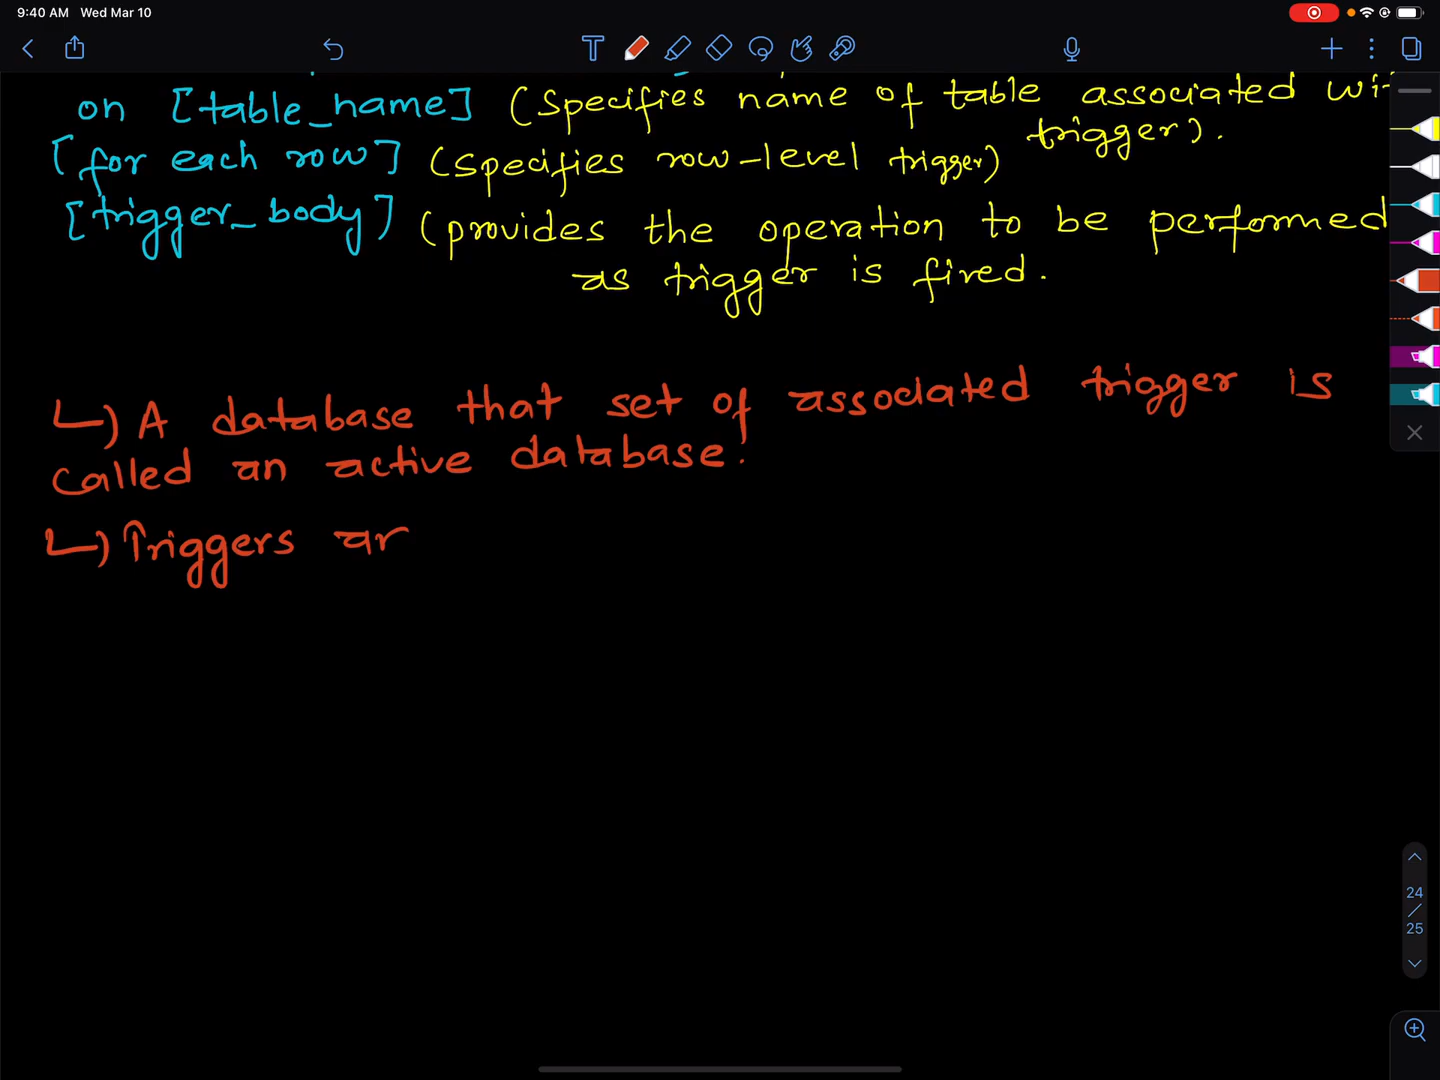 9:40 AM Wed Mar 10
on [table_name] (Specifies name of table associated wi
trigger).
[for each row] (specifies row-level trigger)
[trigger_body] (provides the operation to be performed
as trigger is fired.
↳) A database that set of associated trigger is
called an active database.
↳) Triggers ar
24
/
25